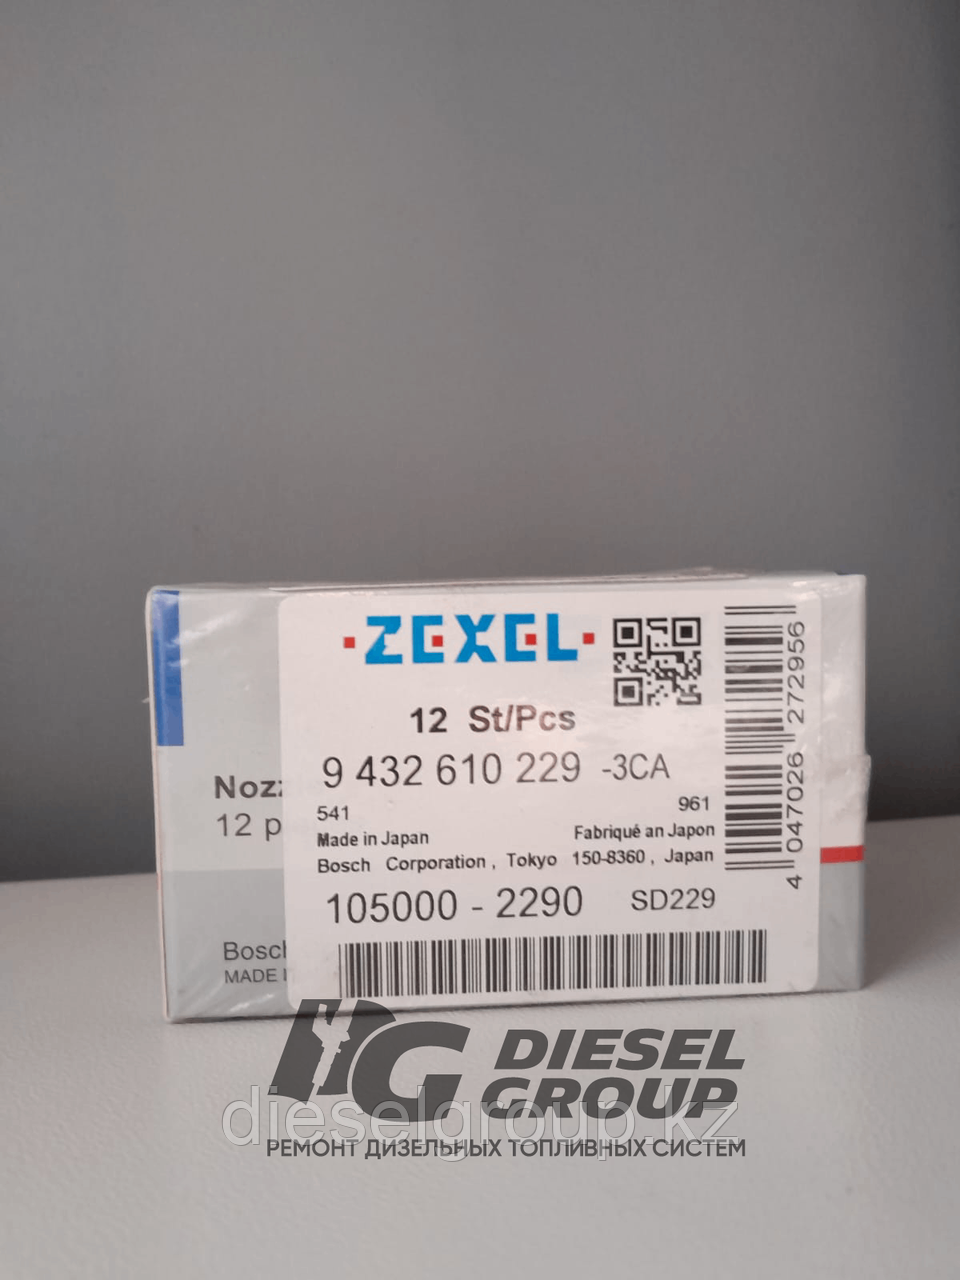 ZEXEL
12 St/Pcs
9 432 610 229 -3CA
541 961
Made in Japan Fabriqué an Japon
Bosch Corporation, Tokyo 150-8360, Japan
105000 - 2290 SD229
4 047026 272956
12 p
MADE
DG DIESEL
GROUP
dieselgroup.kz
РЕМОНТ ДИЗЕЛЬНЫХ ТОПЛИВНЫХ СИСТЕМ